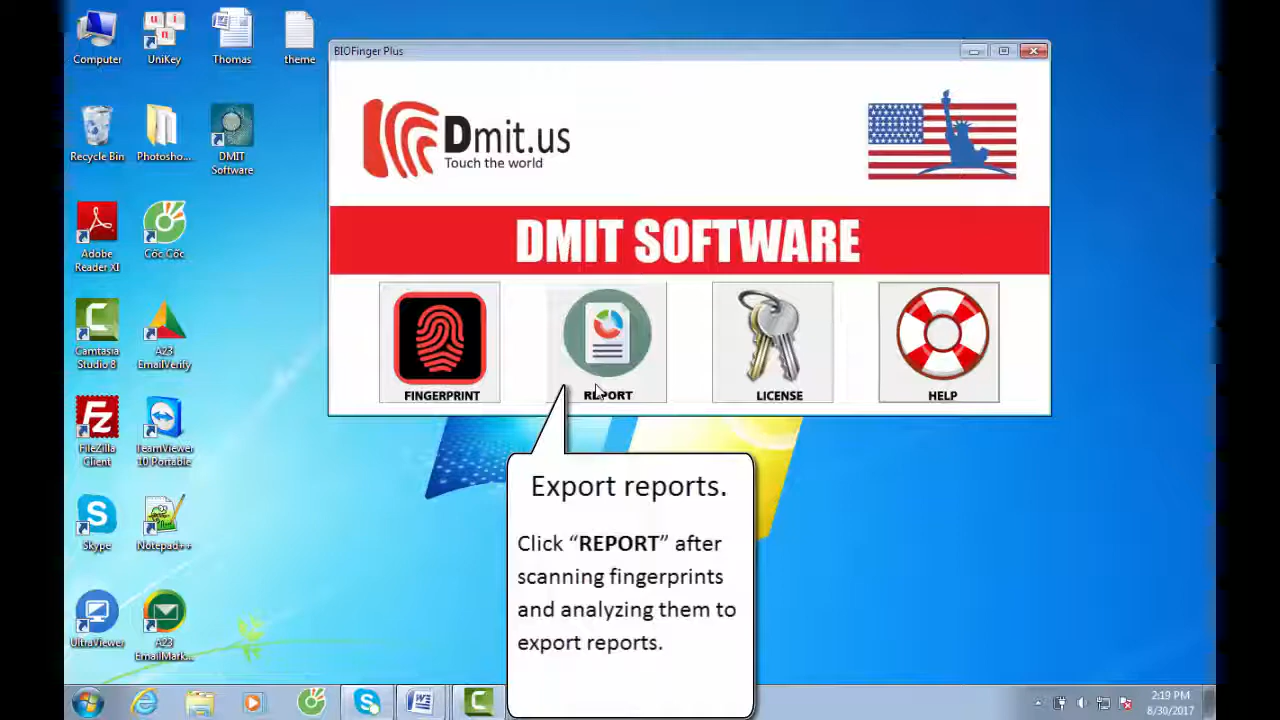 Computer
UniKey
Thomas
theme
Recycle Bin
Photosho...
DMIT
Software
Adobe
Reader XI
Cốc Cốc
Camtasia
Studio 8
A23
EmailVerify
FileZilla
Client
TeamViewer
10 Portable
Skype
Notepad++
UltraViewer
A23
EmailMark...
BIOFinger Plus
Dmit.us
Touch the world
DMIT SOFTWARE
FINGERPRINT
REPORT
LICENSE
HELP
Export reports.
Click “REPORT” after
scanning fingerprints
and analyzing them to
export reports.
2:19 PM
8/30/2017